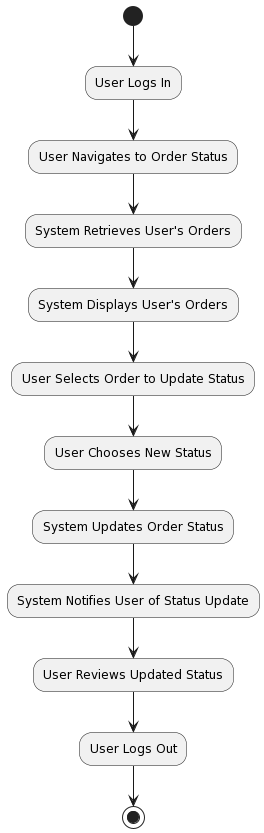 User Logs In
User Navigates to Order Status
System Retrieves User's Orders
System Displays User's Orders
User Selects Order to Update Status
User Chooses New Status
System Updates Order Status
System Notifies User of Status Update
User Reviews Updated Status
User Logs Out